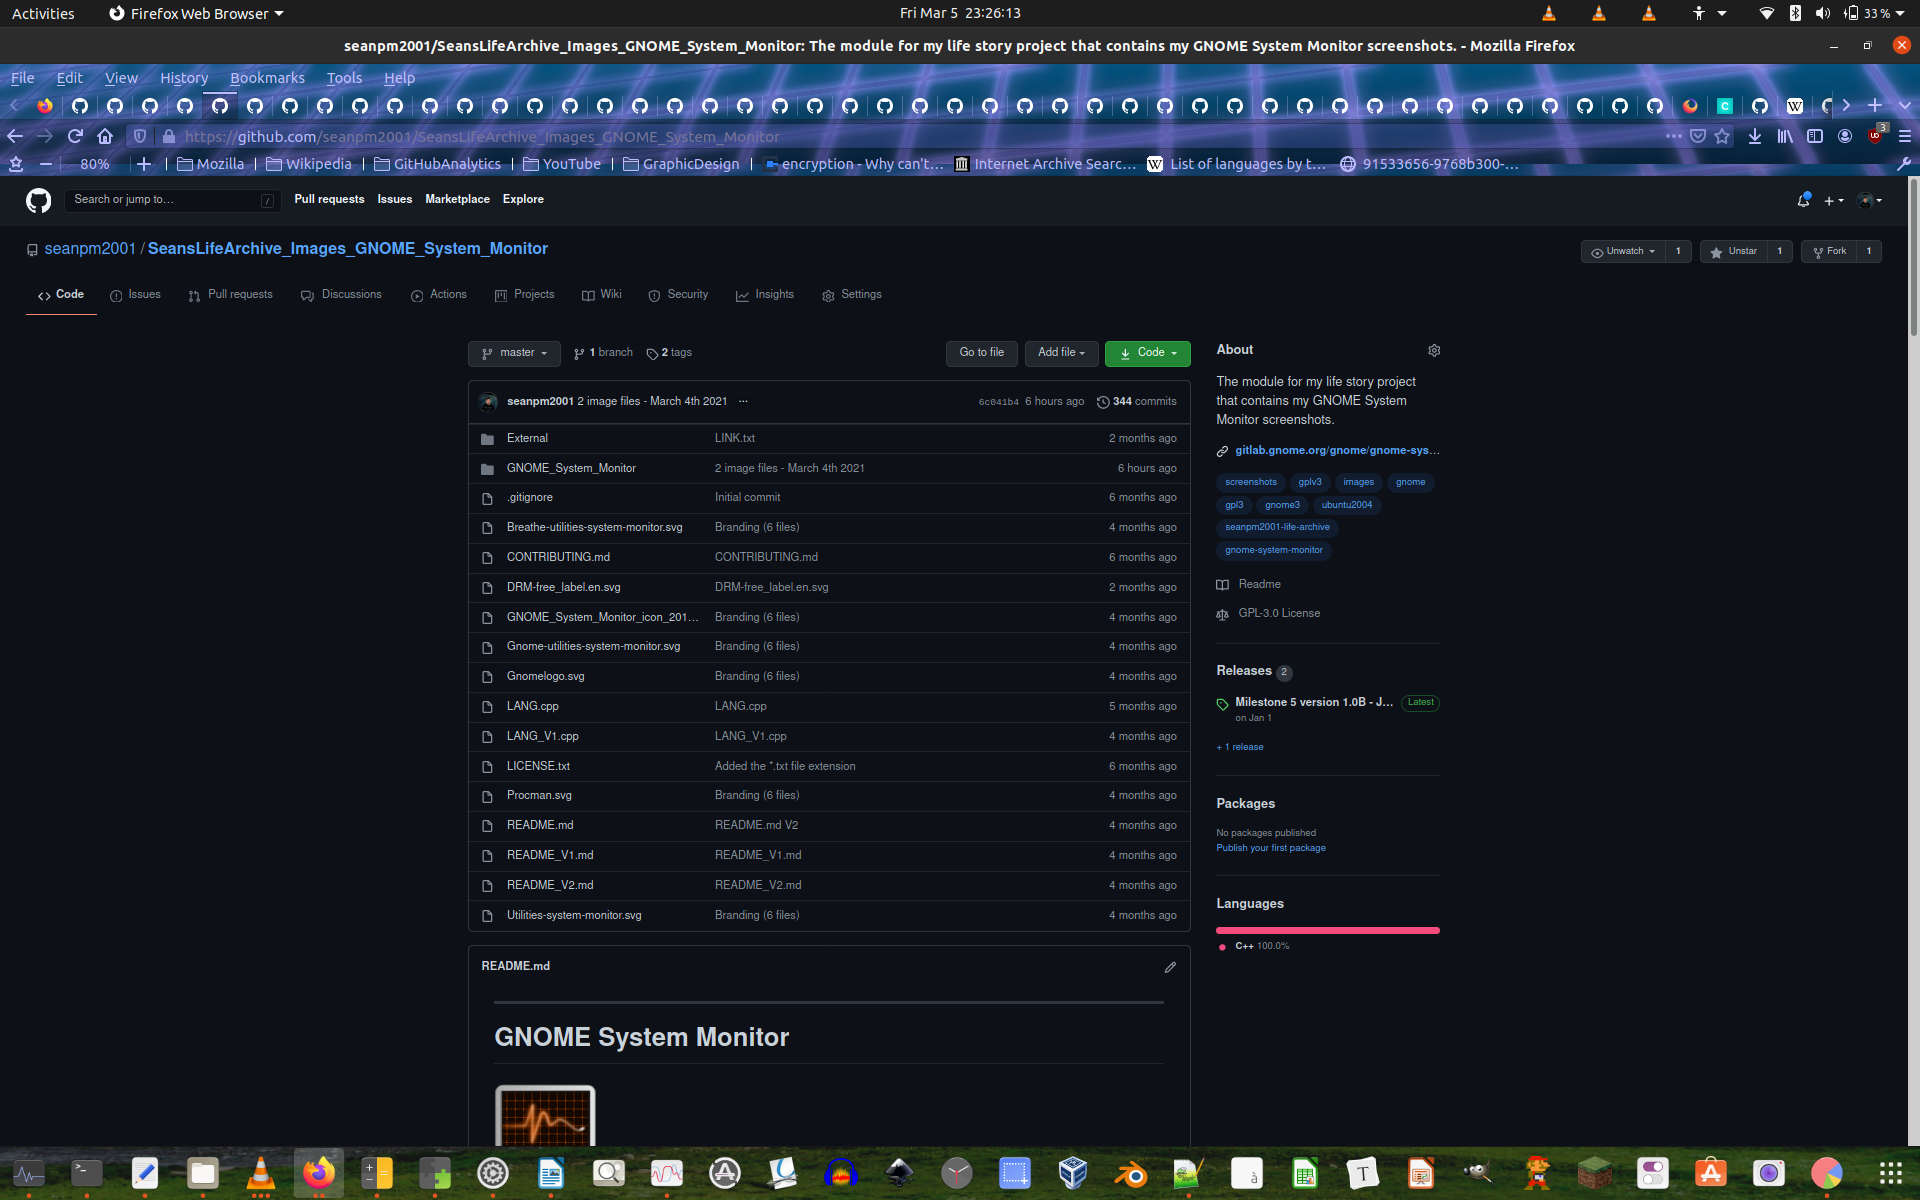 Activities Firefox Web Browser Fri Mar 5 23:26:13 33 %
seanpm2001/SeansLifeArchive_Images_GNOME_System_Monitor: The module for my life story project that contains my GNOME System Monitor screenshots. - Mozilla Firefox
File Edit View History Bookmarks Tools Help
https://github.com/seanpm2001/SeansLifeArchive_Images_GNOME_System_Monitor 3
80% Mozilla Wikipedia GitHubAnalytics YouTube GraphicDesign encryption - Why can't… Internet Archive Searc… List of languages by t… 91533656-9768b300-…
Search or jump to… / Pull requests Issues Marketplace Explore
seanpm2001 / SeansLifeArchive_Images_GNOME_System_Monitor Unwatch 1 Unstar 1 Fork 1
Code Issues Pull requests Discussions Actions Projects Wiki Security Insights Settings
master 1 branch 2 tags Go to file Add file Code
seanpm2001 2 image files - March 4th 2021 ··· 6c041b4 6 hours ago 344 commits
External LINK.txt 2 months ago
GNOME_System_Monitor 2 image files - March 4th 2021 6 hours ago
.gitignore Initial commit 6 months ago
Breathe-utilities-system-monitor.svg Branding (6 files) 4 months ago
CONTRIBUTING.md CONTRIBUTING.md 6 months ago
DRM-free_label.en.svg DRM-free_label.en.svg 2 months ago
GNOME_System_Monitor_icon_201… Branding (6 files) 4 months ago
Gnome-utilities-system-monitor.svg Branding (6 files) 4 months ago
Gnomelogo.svg Branding (6 files) 4 months ago
LANG.cpp LANG.cpp 5 months ago
LANG_V1.cpp LANG_V1.cpp 4 months ago
LICENSE.txt Added the *.txt file extension 6 months ago
Procman.svg Branding (6 files) 4 months ago
README.md README.md V2 4 months ago
README_V1.md README_V1.md 4 months ago
README_V2.md README_V2.md 4 months ago
Utilities-system-monitor.svg Branding (6 files) 4 months ago
README.md
GNOME System Monitor
About
The module for my life story project
that contains my GNOME System
Monitor screenshots.
gitlab.gnome.org/gnome/gnome-sys…
screenshots gplv3 images gnome
gpl3 gnome3 ubuntu2004
seanpm2001-life-archive
gnome-system-monitor
Readme
GPL-3.0 License
Releases 2
Milestone 5 version 1.0B - J… Latest
on Jan 1
+ 1 release
Packages
No packages published
Publish your first package
Languages
C++ 100.0%